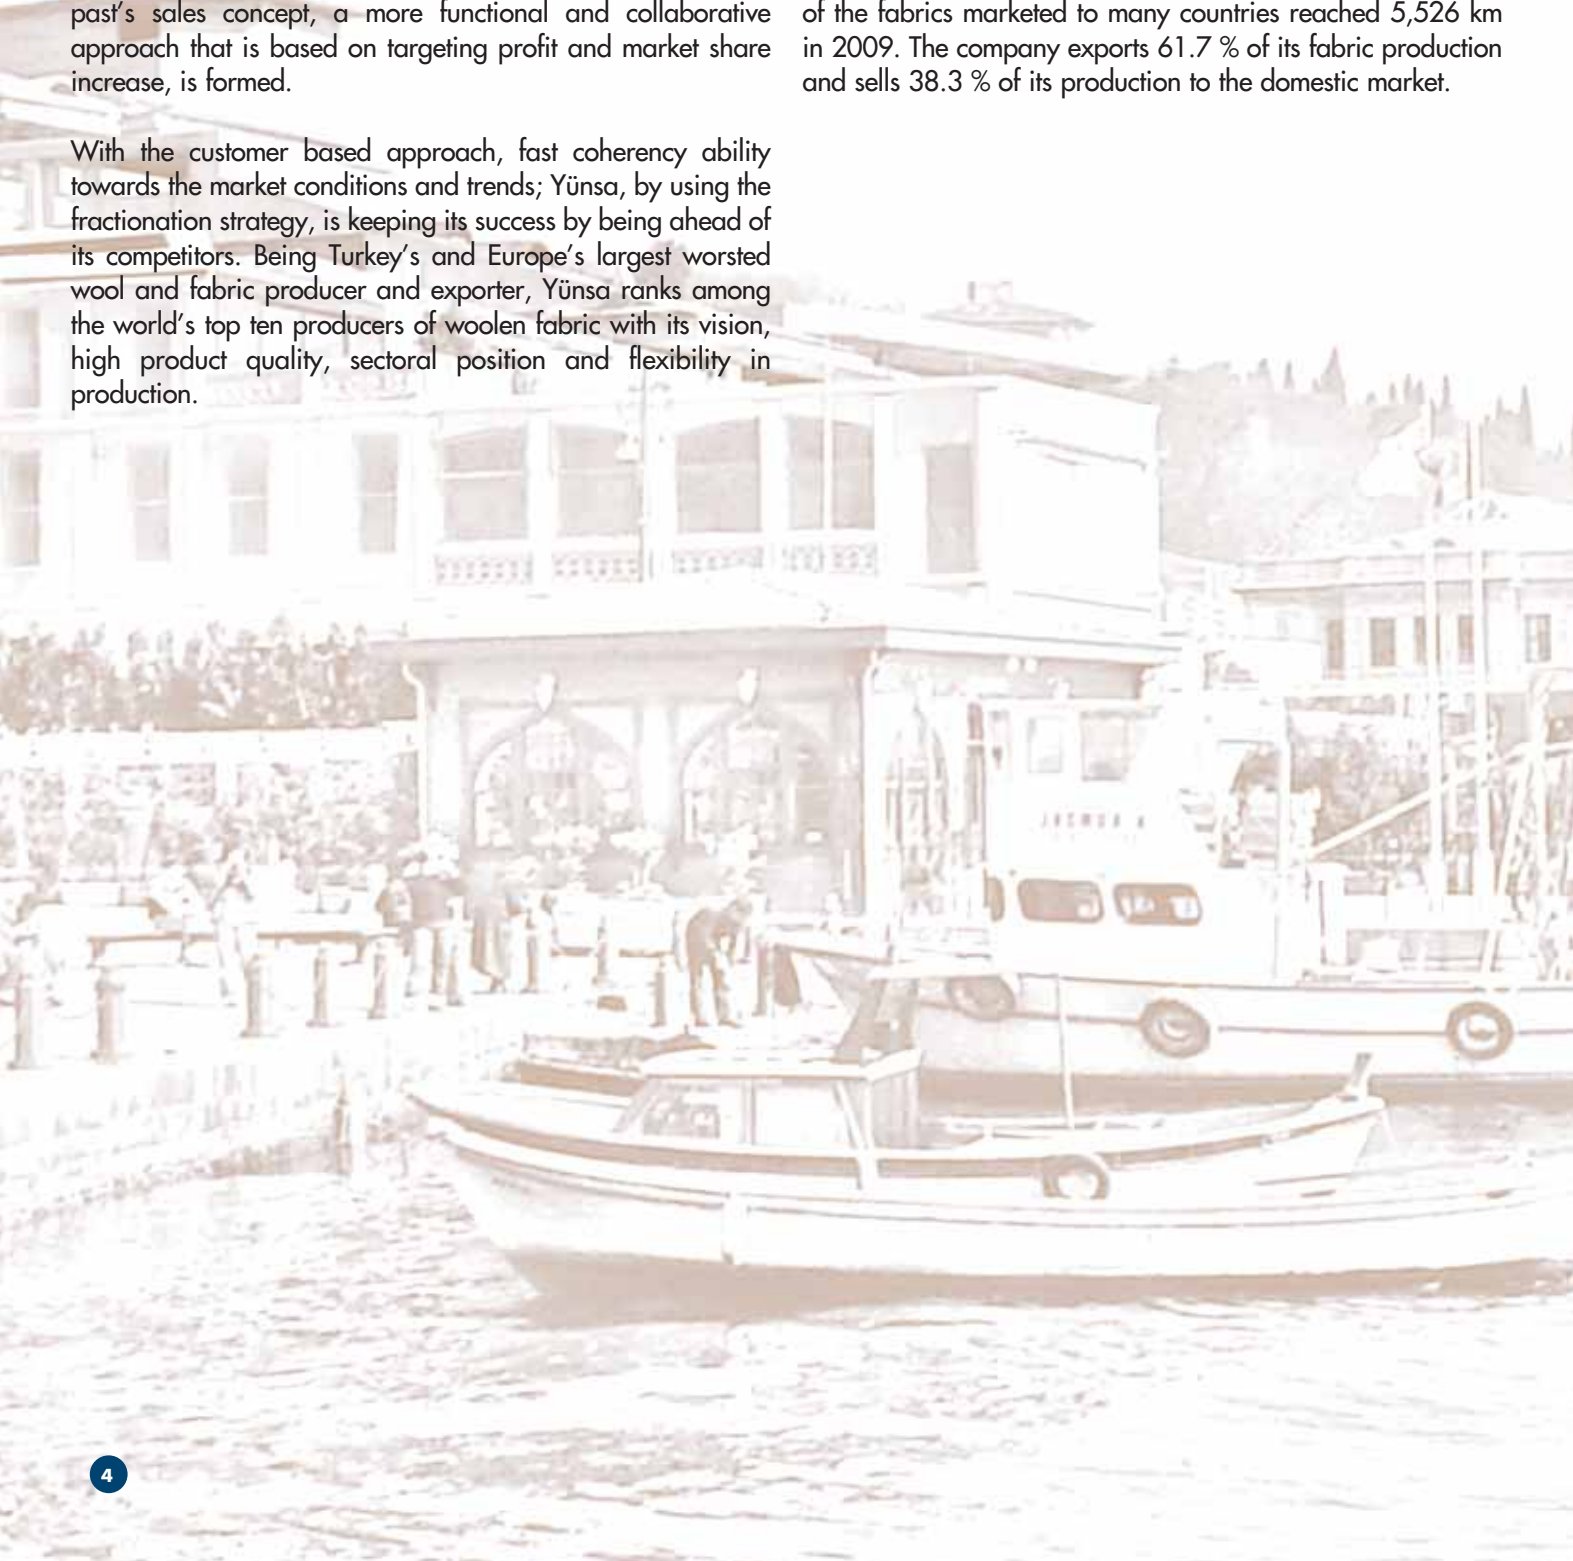 past's sales concept, a more functional and collaborative
approach that is based on targeting profit and market share
increase, is formed.
With the customer based approach, fast coherency ability
towards the market conditions and trends; Yünsa, by using the
fractionation strategy, is keeping its success by being ahead of
its competitors. Being Turkey's and Europe's largest worsted
wool and fabric producer and exporter, Yünsa ranks among
the world's top ten producers of woolen fabric with its vision,
high product quality, sectoral position and flexibility in
production.
of the fabrics marketed to many countries reached 5,526 km
in 2009. The company exports 61.7 % of its fabric production
and sells 38.3 % of its production to the domestic market.
4